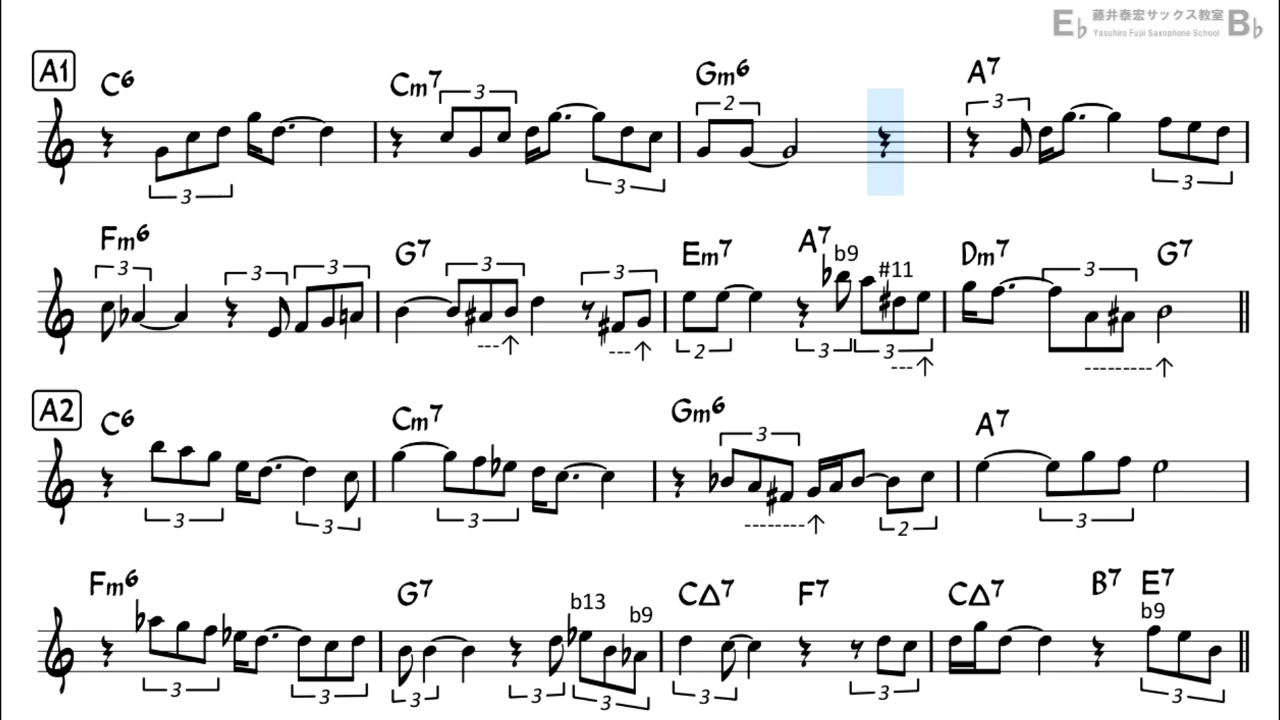 E♭ 藤井泰宏サックス教室 B♭
Yasuhiro Fujii Saxophone School
A1 C6 Cm7 Gm6 A7
3 3 3 2 3 3
Fm6 G7 Em7 A7 b9 #11 Dm7 G7
3 3 3 3 3 2 3 3 3
A2 C6 Cm7 Gm6 A7
3 3 3 3 2 3
Fm6 G7 b13 b9 C△7 F7 C△7 B7 E7 b9
3 3 3 3 3 3 3 3